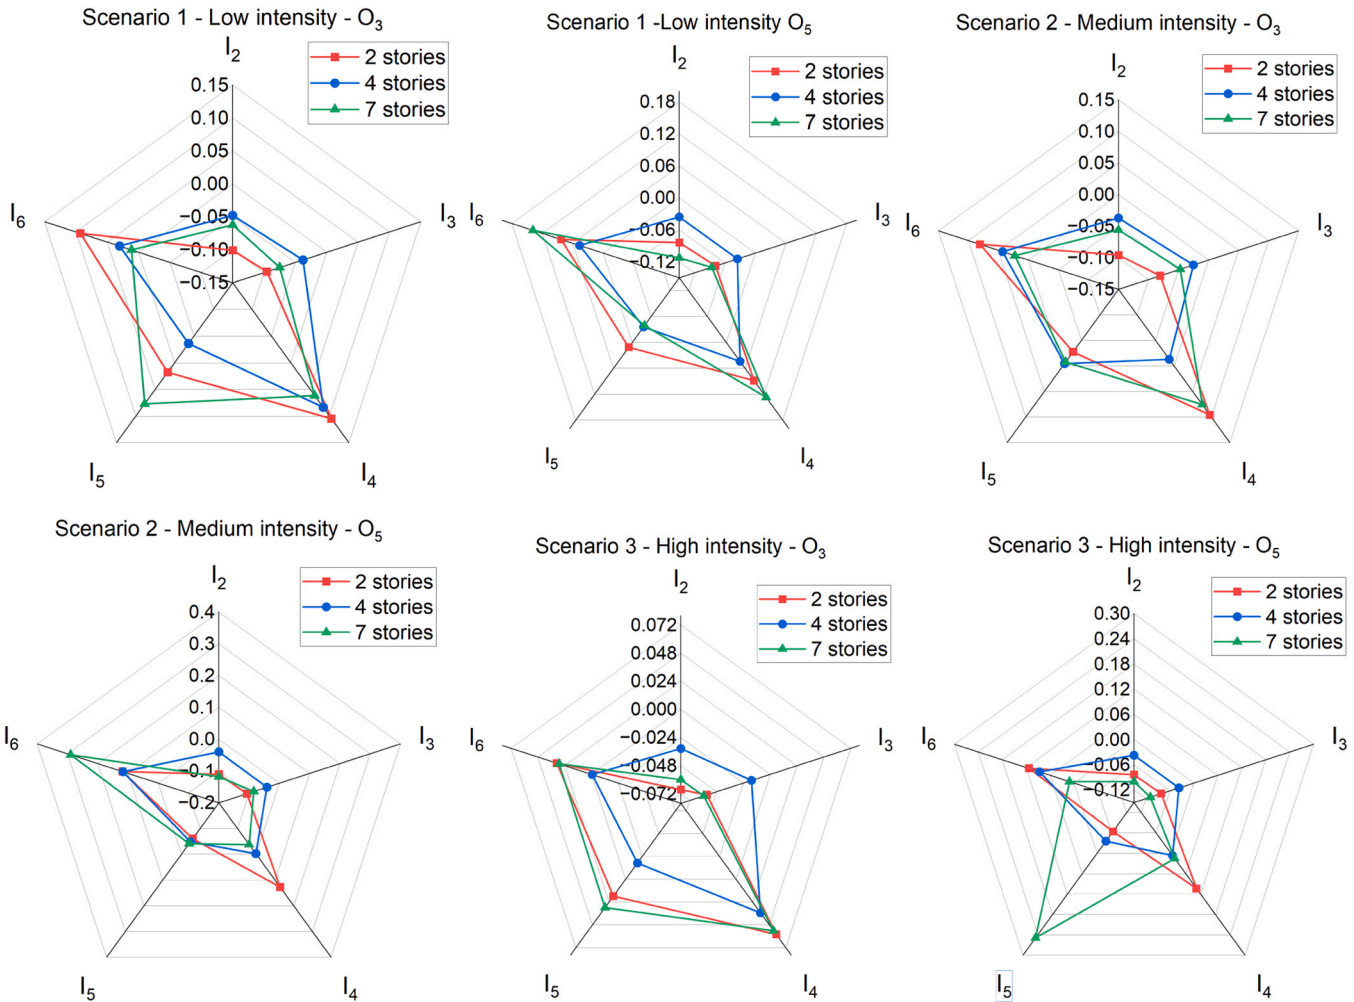 Scenario 1 - Low intensity - O₃
I₂
2 stories
4 stories
7 stories
0.15
0.10
0.05
0.00
−0.05
−0.10
−0.15
I₃
I₄
I₅
I₆
Scenario 1 -Low intensity O₅
I₂
2 stories
4 stories
7 stories
0.18
0.12
0.06
0.00
−0.06
−0.12
I₃
I₄
I₅
I₆
Scenario 2 - Medium intensity - O₃
I₂
2 stories
4 stories
7 stories
0.15
0.10
0.05
0.00
−0.05
−0.10
−0.15
I₃
I₄
I₅
I₆
Scenario 2 - Medium intensity - O₅
I₂
2 stories
4 stories
7 stories
0.4
0.3
0.2
0.1
0.0
−0.1
−0.2
I₃
I₄
I₅
I₆
Scenario 3 - High intensity - O₃
I₂
2 stories
4 stories
7 stories
0.072
0.048
0.024
0.000
−0.024
−0.048
−0.072
I₃
I₄
I₅
I₆
Scenario 3 - High intensity - O₅
I₂
2 stories
4 stories
7 stories
0.30
0.24
0.18
0.12
0.06
0.00
−0.06
−0.12
I₃
I₄
I₅
I₆